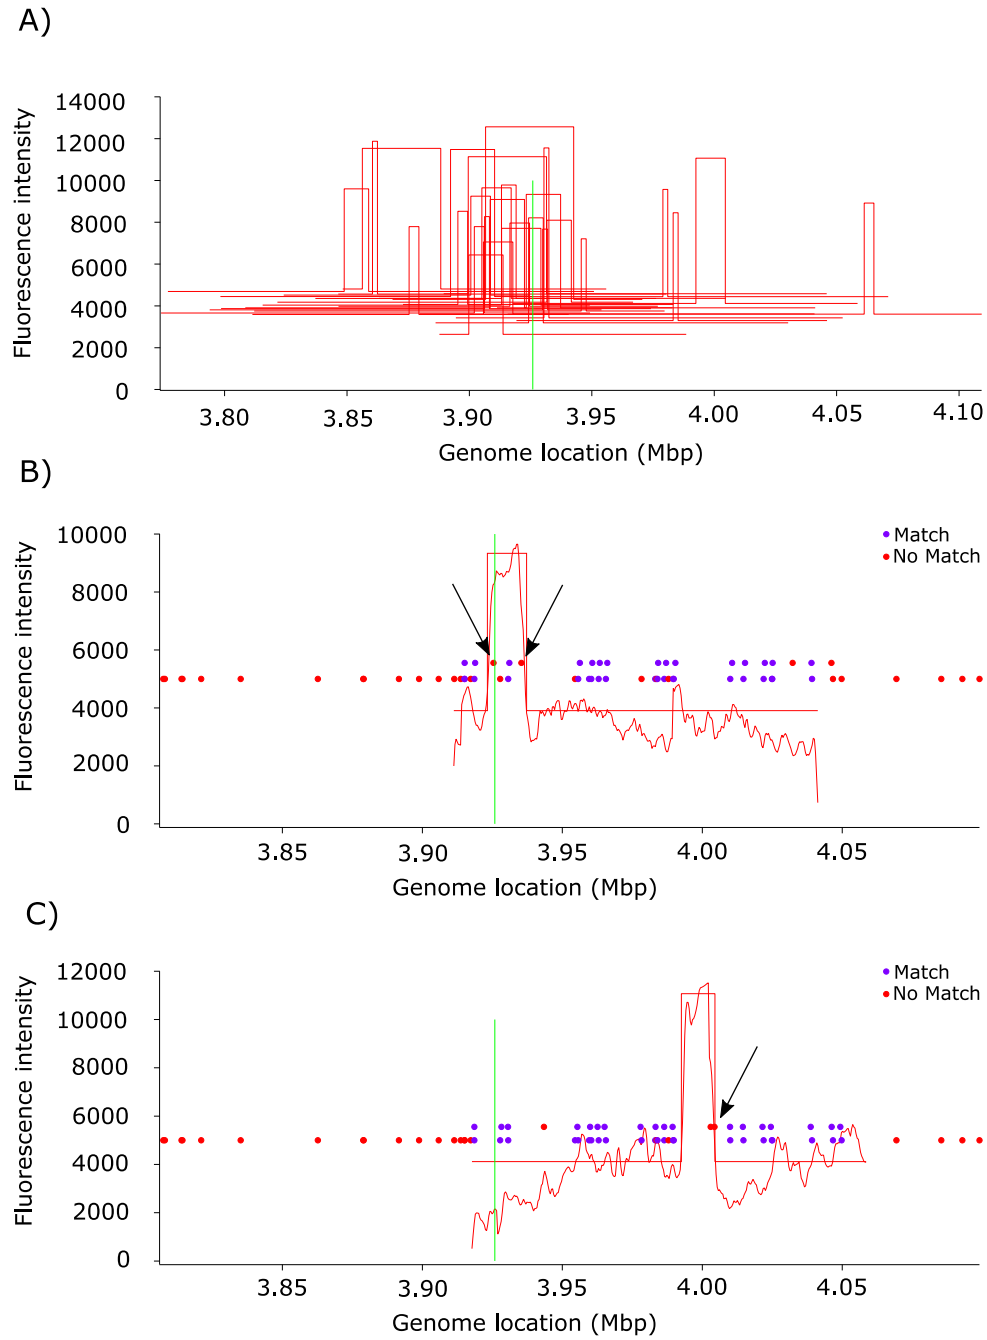 A)
Fluorescence intensity
14000
12000
10000
8000
6000
4000
2000
0
3.80 3.85 3.90 3.95 4.00 4.05 4.10
Genome location (Mbp)
B)
Fluorescence intensity
10000
8000
6000
4000
2000
0
Match
No Match
3.85 3.90 3.95 4.00 4.05
Genome location (Mbp)
C)
Fluorescence intensity
12000
10000
8000
6000
4000
2000
0
Match
No Match
3.85 3.90 3.95 4.00 4.05
Genome location (Mbp)